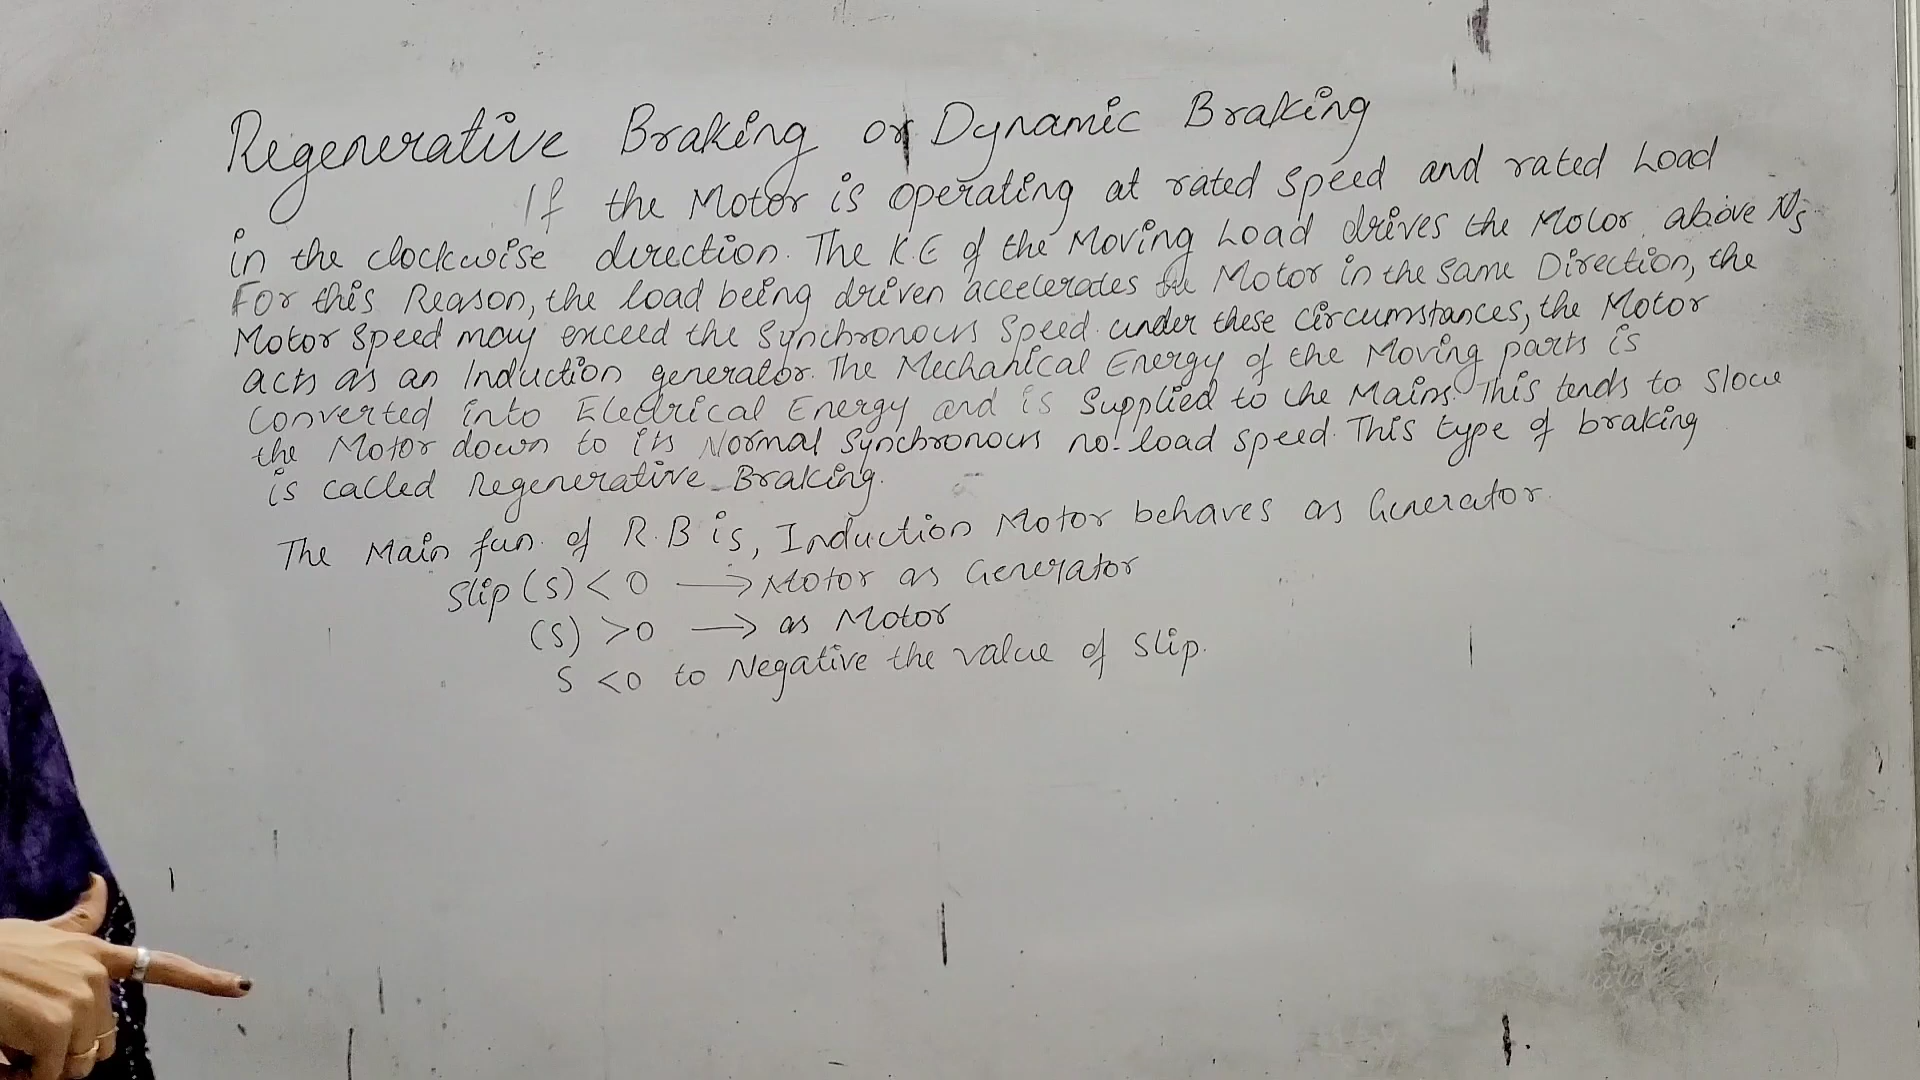 Regenerative Braking or Dynamic Braking
If the Motor is operating at rated speed and rated Load
in the clockwise direction. The K.E of the Moving Load drives the Motor above Ns
For this Reason, the load being driven accelerates the Motor in the same Direction, the
Motor speed may exceed the Synchronous Speed. under these circumstances, the Motor
acts as an Induction generator. The Mechanical Energy of the Moving parts is
converted into Electrical Energy and is supplied to the Mains. This tends to slow
the Motor down to its Normal Synchronous no-load speed. This type of braking
is called Regenerative Braking.
The Main fun. of R.B is, Induction Motor behaves as Generator.
Slip (s) < 0 → Motor as Generator
(s) >0 → as Motor
S <0 to Negative the value of slip.